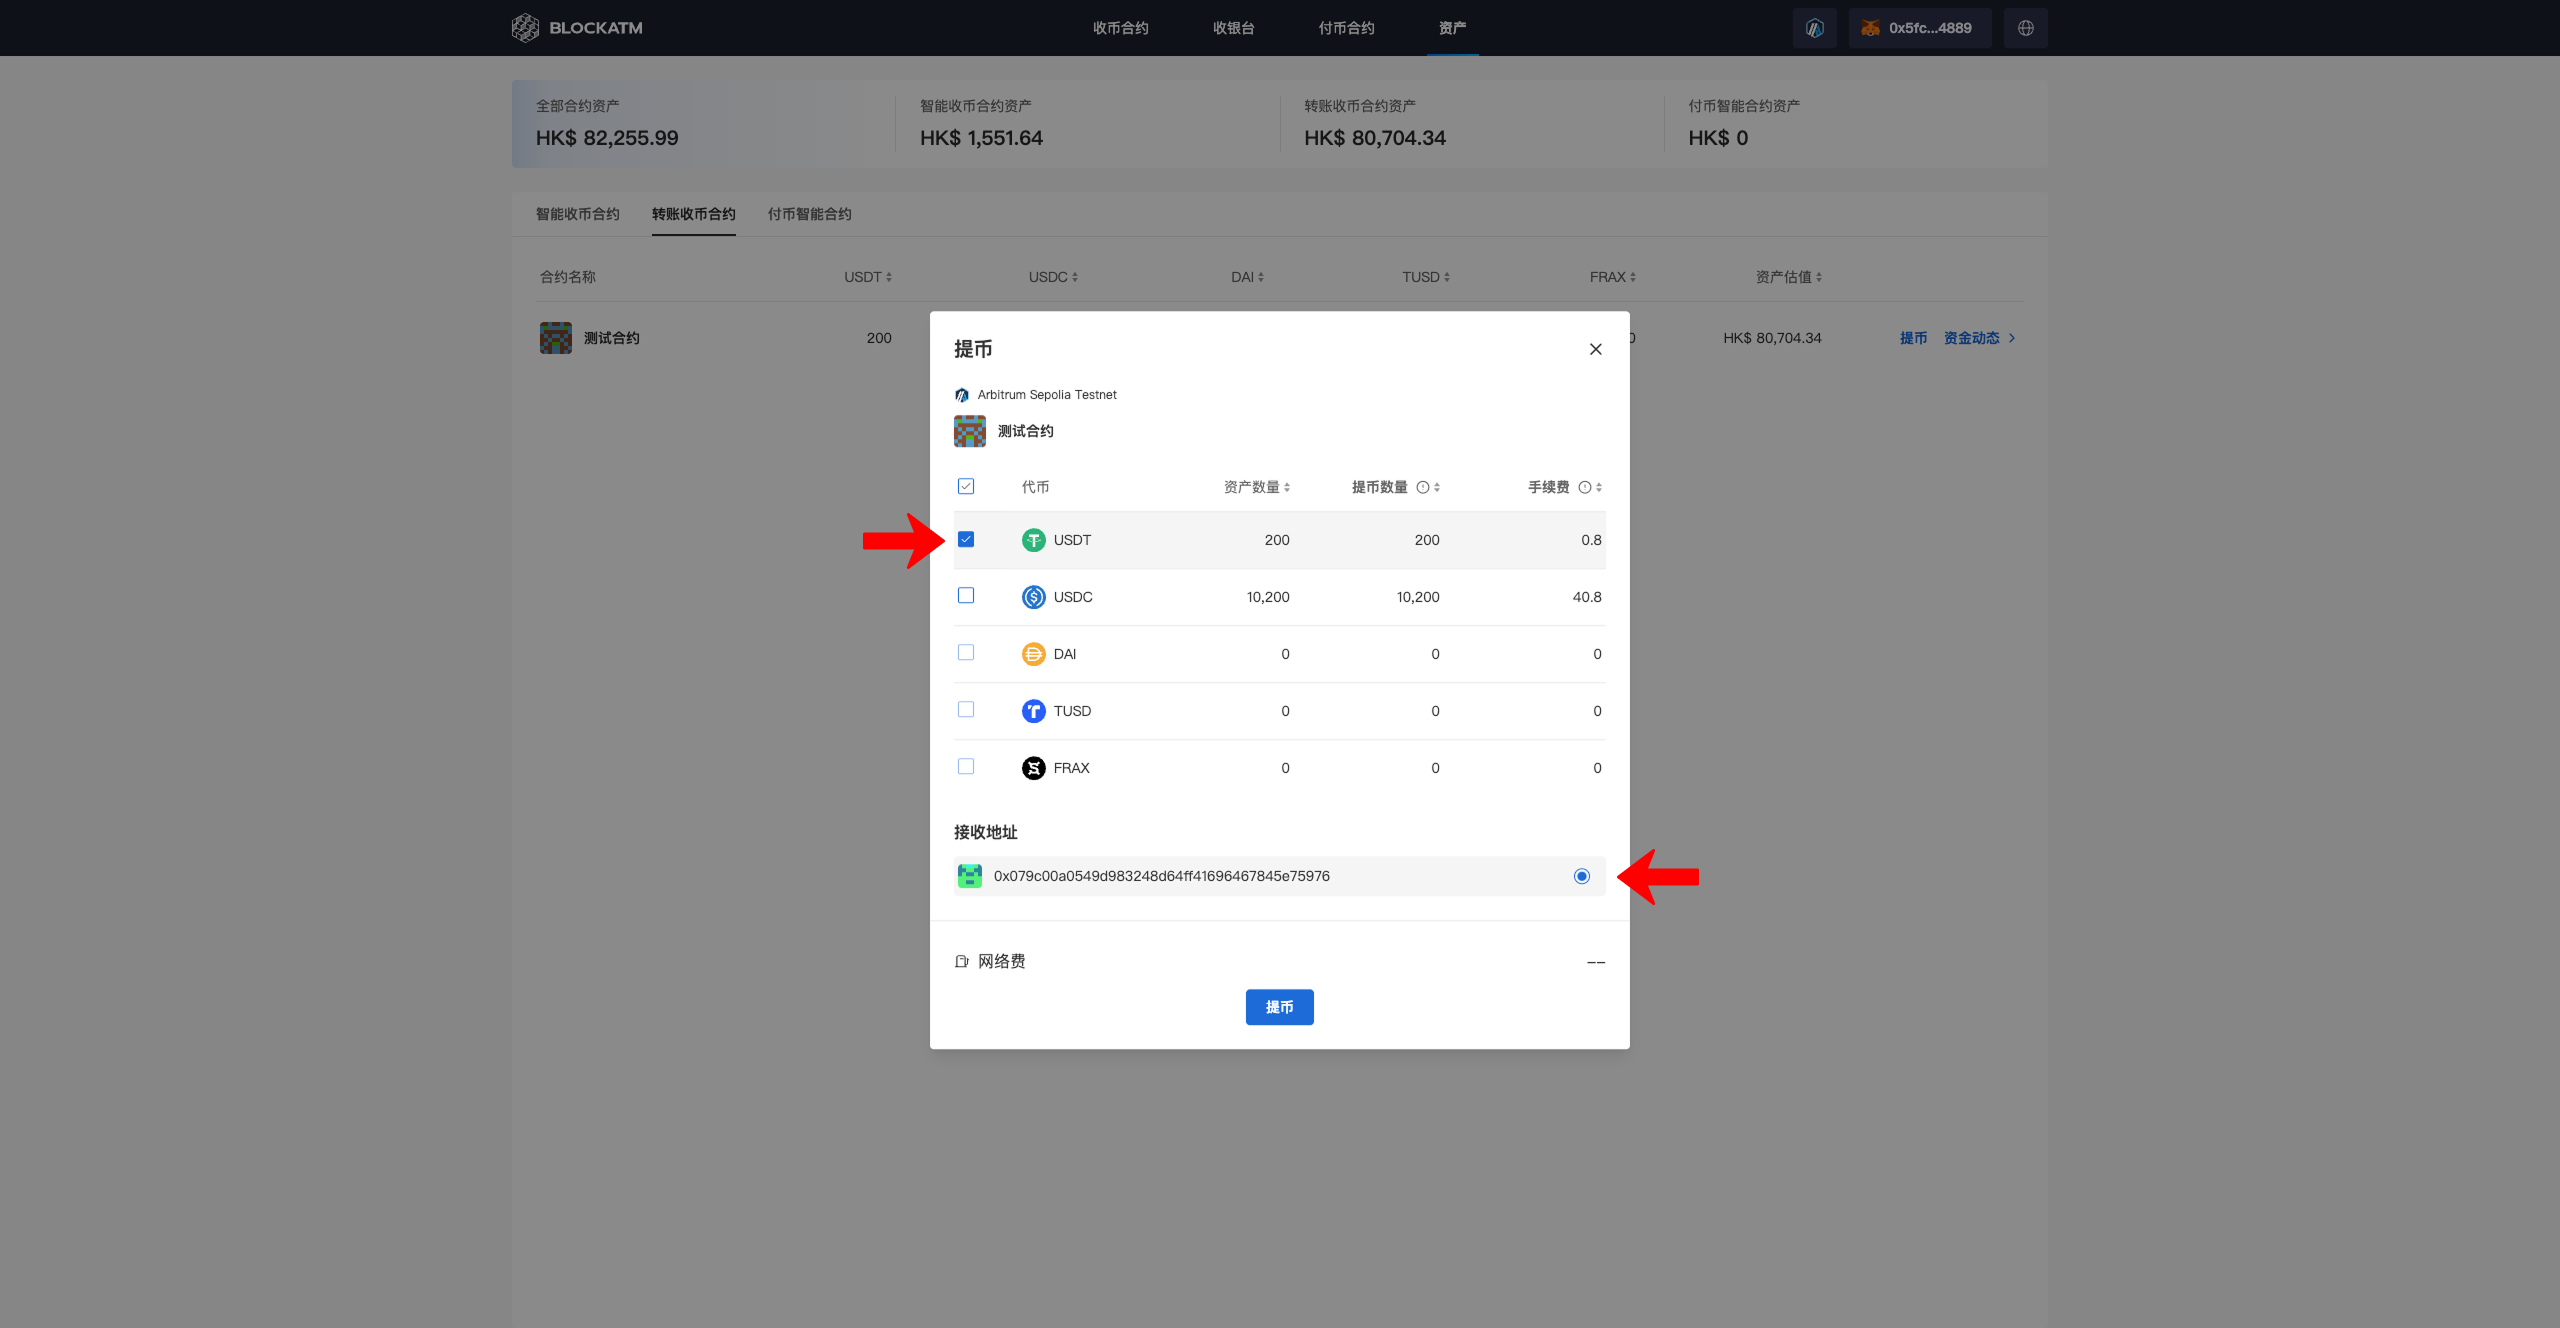 BLOCKATM
收币合约 收银台 付币合约 资产
0x5fc...4889
全部合约资产 智能收币合约资产 转账收币合约资产 付币智能合约资产
HK$ 82,255.99 HK$ 1,551.64 HK$ 80,704.34 HK$ 0
智能收币合约 转账收币合约 付币智能合约
合约名称 USDT USDC DAI TUSD FRAX 资产估值
测试合约 200 0 HK$ 80,704.34 提币 资金动态
提币
Arbitrum Sepolia Testnet
测试合约
代币 资产数量 提币数量 手续费
USDT 200 200 0.8
USDC 10,200 10,200 40.8
DAI 0 0 0
TUSD 0 0 0
FRAX 0 0 0
接收地址
0x079c00a0549d983248d64ff41696467845e75976
网络费 --
提币